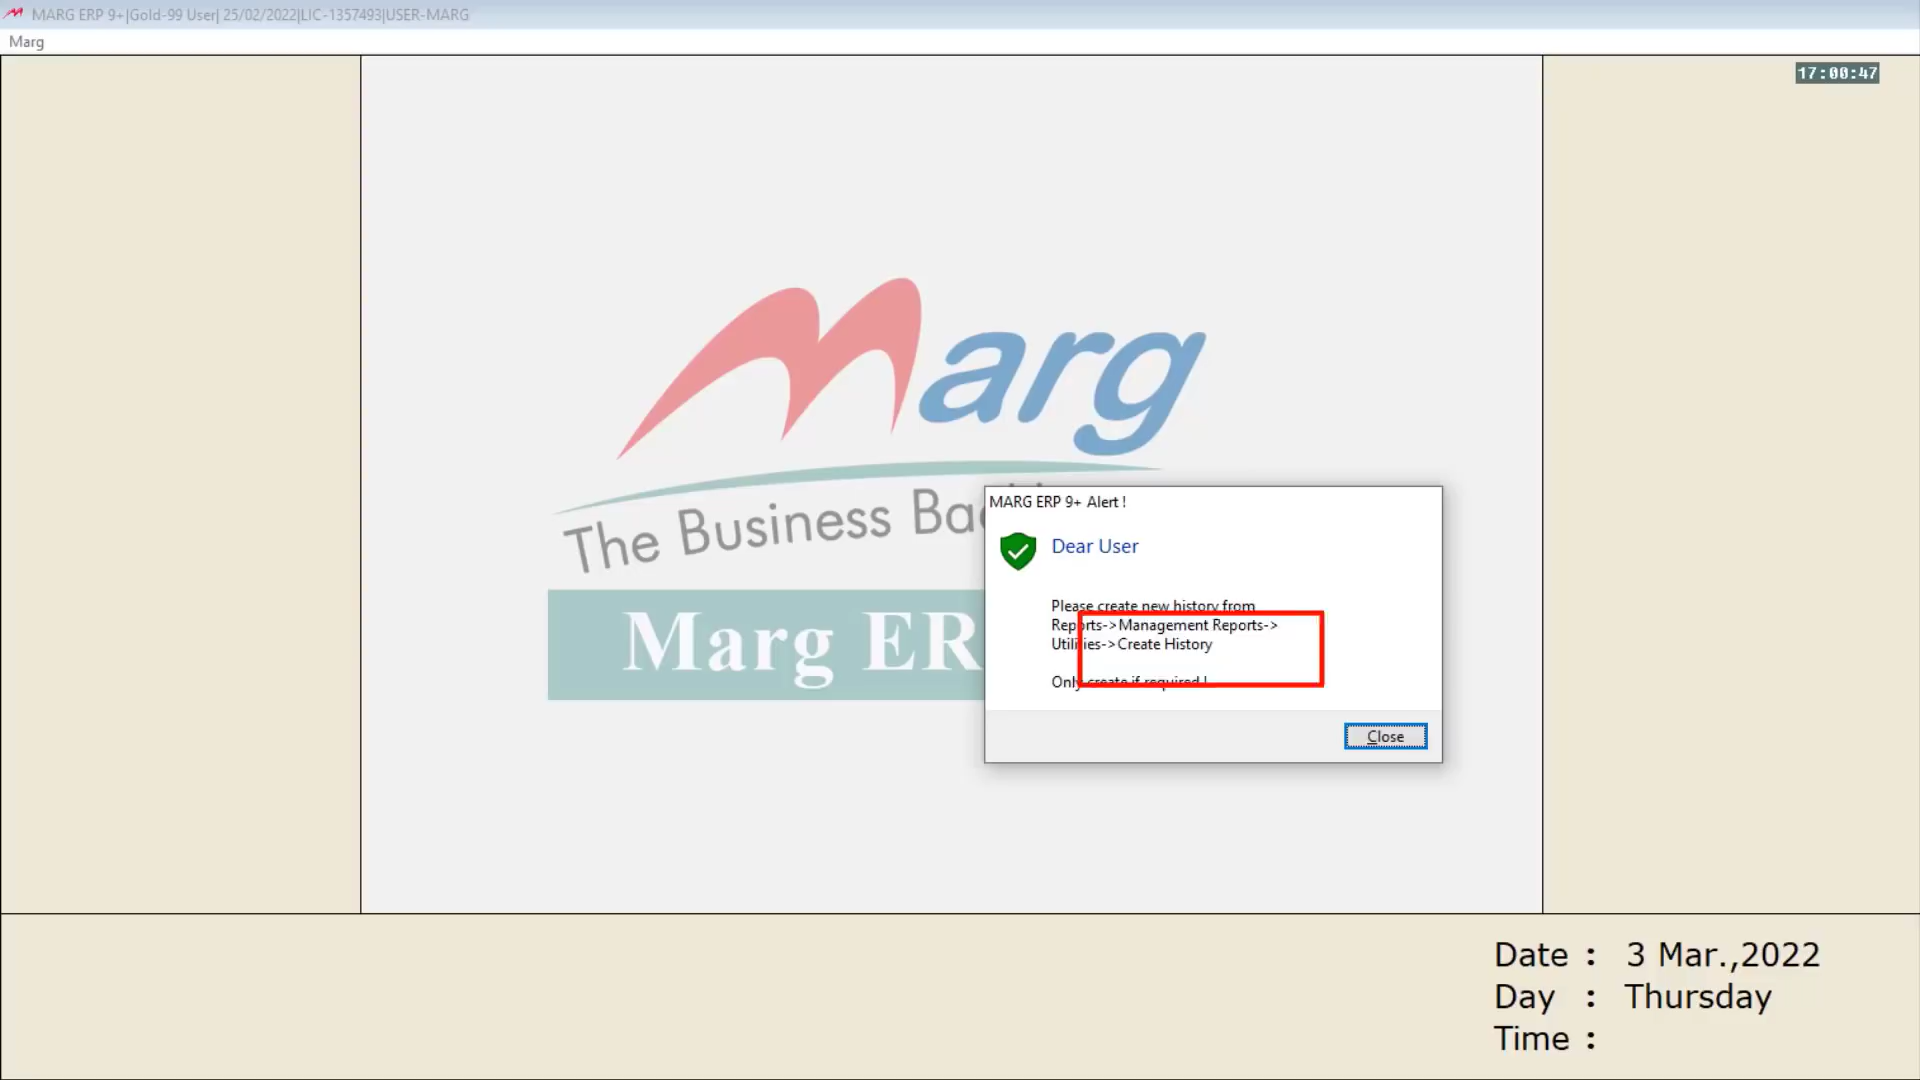 MARG ERP 9+|Gold-99 User| 25/02/2022|LIC-1357493|USER-MARG
Marg
17:00:47
Marg
The Business Ba
Marg ER
MARG ERP 9+ Alert !
Dear User
Please create new history from
Reports->Management Reports->
Utilities->Create History
Only create if required !
Close
Date : 3 Mar.,2022
Day : Thursday
Time :